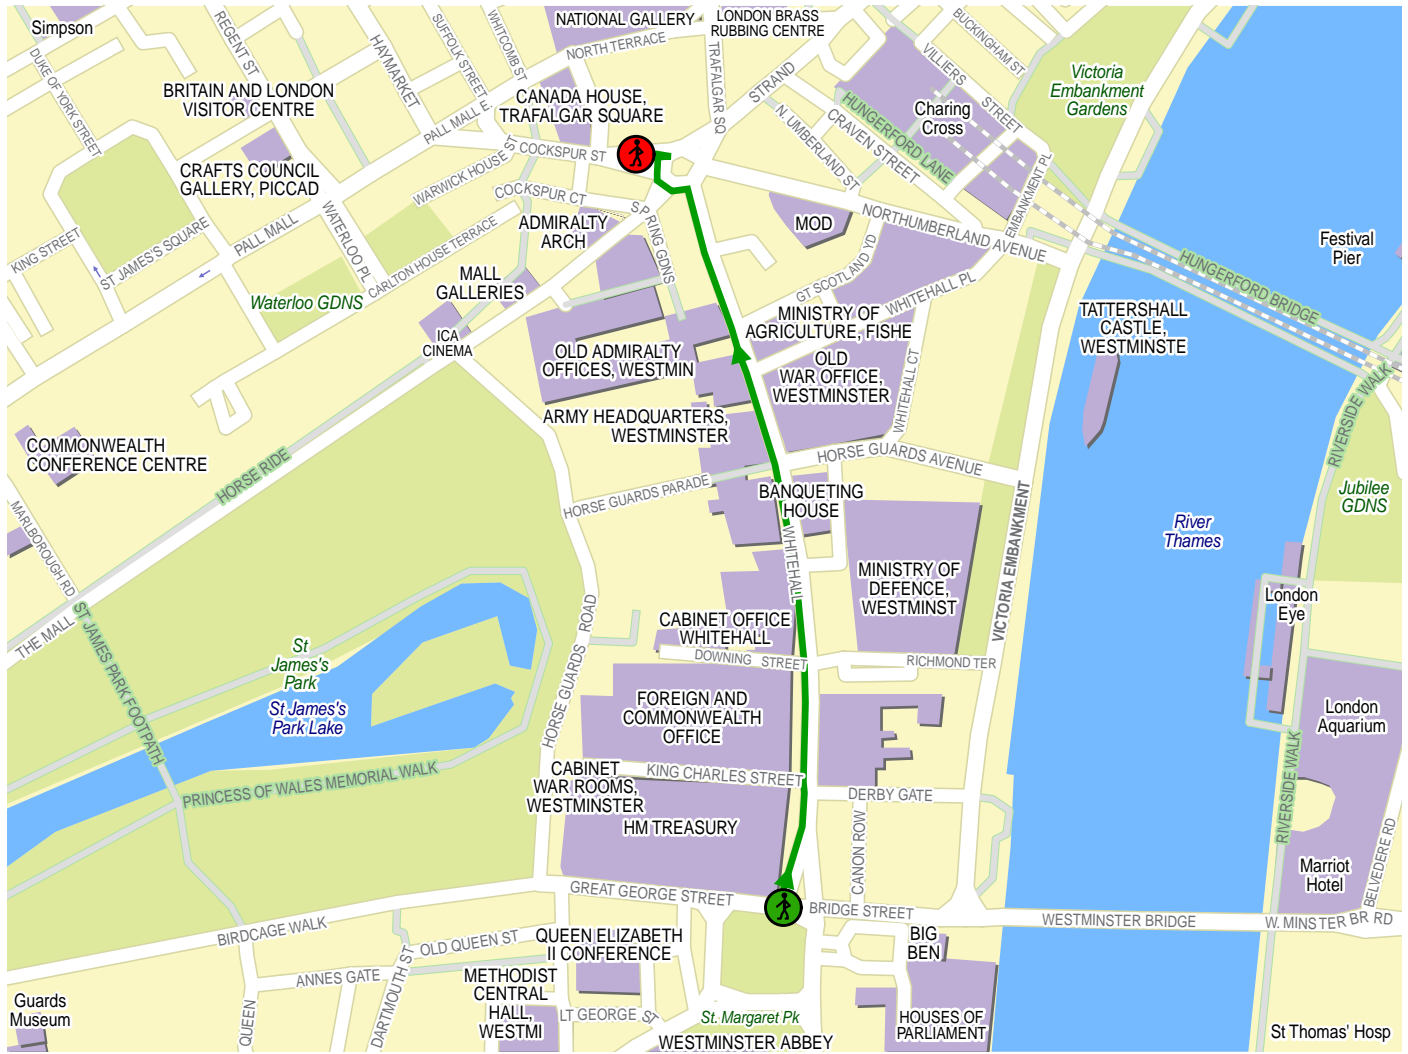 Simpson
REGENT ST
HAYMARKET
SUFFOLK STREET
WHITCOMB ST
NATIONAL GALLERY
LONDON BRASS
RUBBING CENTRE
NORTH TERRACE
TRAFALGAR SQ
STRAND
BUCKINGHAM ST
VILLIERS
STREET
Victoria
Embankment
Gardens
DUKE OF YORK STREET
BRITAIN AND LONDON
VISITOR CENTRE
PALL MALL E.
CANADA HOUSE,
TRAFALGAR SQUARE
N.UMBERLAND ST
CRAVEN STREET
HUNGERFORD LANE
Charing
Cross
EMBANKMENT PL
CRAFTS COUNCIL
GALLERY, PICCAD
WARWICK HOUSE ST
COCKSPUR ST
COCKSPUR CT
S.P RING GDNS
ADMIRALTY
ARCH
MOD
NORTHUMBERLAND AVENUE
KING STREET
ST JAMES'S SQUARE
PALL MALL
WATERLOO PL
CARLTON HOUSE TERRACE
Waterloo GDNS
MALL
GALLERIES
GT SCOTLAND YD
WHITEHALL PL
HUNGERFORD BRIDGE
Festival
Pier
ICA
CINEMA
OLD ADMIRALTY
OFFICES, WESTMIN
MINISTRY OF
AGRICULTURE, FISHE
OLD
WAR OFFICE,
WESTMINSTER
WHITEHALL CT
TATTERSHALL
CASTLE,
WESTMINSTE
RIVERSIDE WALK
ARMY HEADQUARTERS,
WESTMINSTER
COMMONWEALTH
CONFERENCE CENTRE
HORSE RIDE
HORSE GUARDS AVENUE
HORSE GUARDS PARADE
BANQUETING
HOUSE
VICTORIA EMBANKMENT
River
Thames
Jubilee
GDNS
MARLBOROUGH RD
WHITEHALL
MINISTRY OF
DEFENCE,
WESTMINST
London
Eye
THE MALL
ST JAMES PARK FOOTPATH
St
James's
Park
St James's
Park Lake
HORSE GUARDS ROAD
CABINET OFFICE
WHITEHALL
DOWNING STREET
RICHMOND TER
FOREIGN AND
COMMONWEALTH
OFFICE
London
Aquarium
PRINCESS OF WALES MEMORIAL WALK
CABINET
WAR ROOMS,
WESTMINSTER
KING CHARLES STREET
DERBY GATE
HM TREASURY
CANON ROW
RIVERSIDE WALK
BELVEDERE RD
Marriot
Hotel
GREAT GEORGE STREET
BRIDGE STREET
WESTMINSTER BRIDGE
W. MINSTER BR RD
BIRDCAGE WALK
OLD QUEEN ST
QUEEN ELIZABETH
II CONFERENCE
BIG
BEN
ANNES GATE
QUEEN
DARTMOUTH ST
METHODIST
CENTRAL
HALL,
WESTMI
LT GEORGE ST
St. Margaret Pk
WESTMINSTER ABBEY
HOUSES OF
PARLIAMENT
Guards
Museum
St Thomas' Hosp